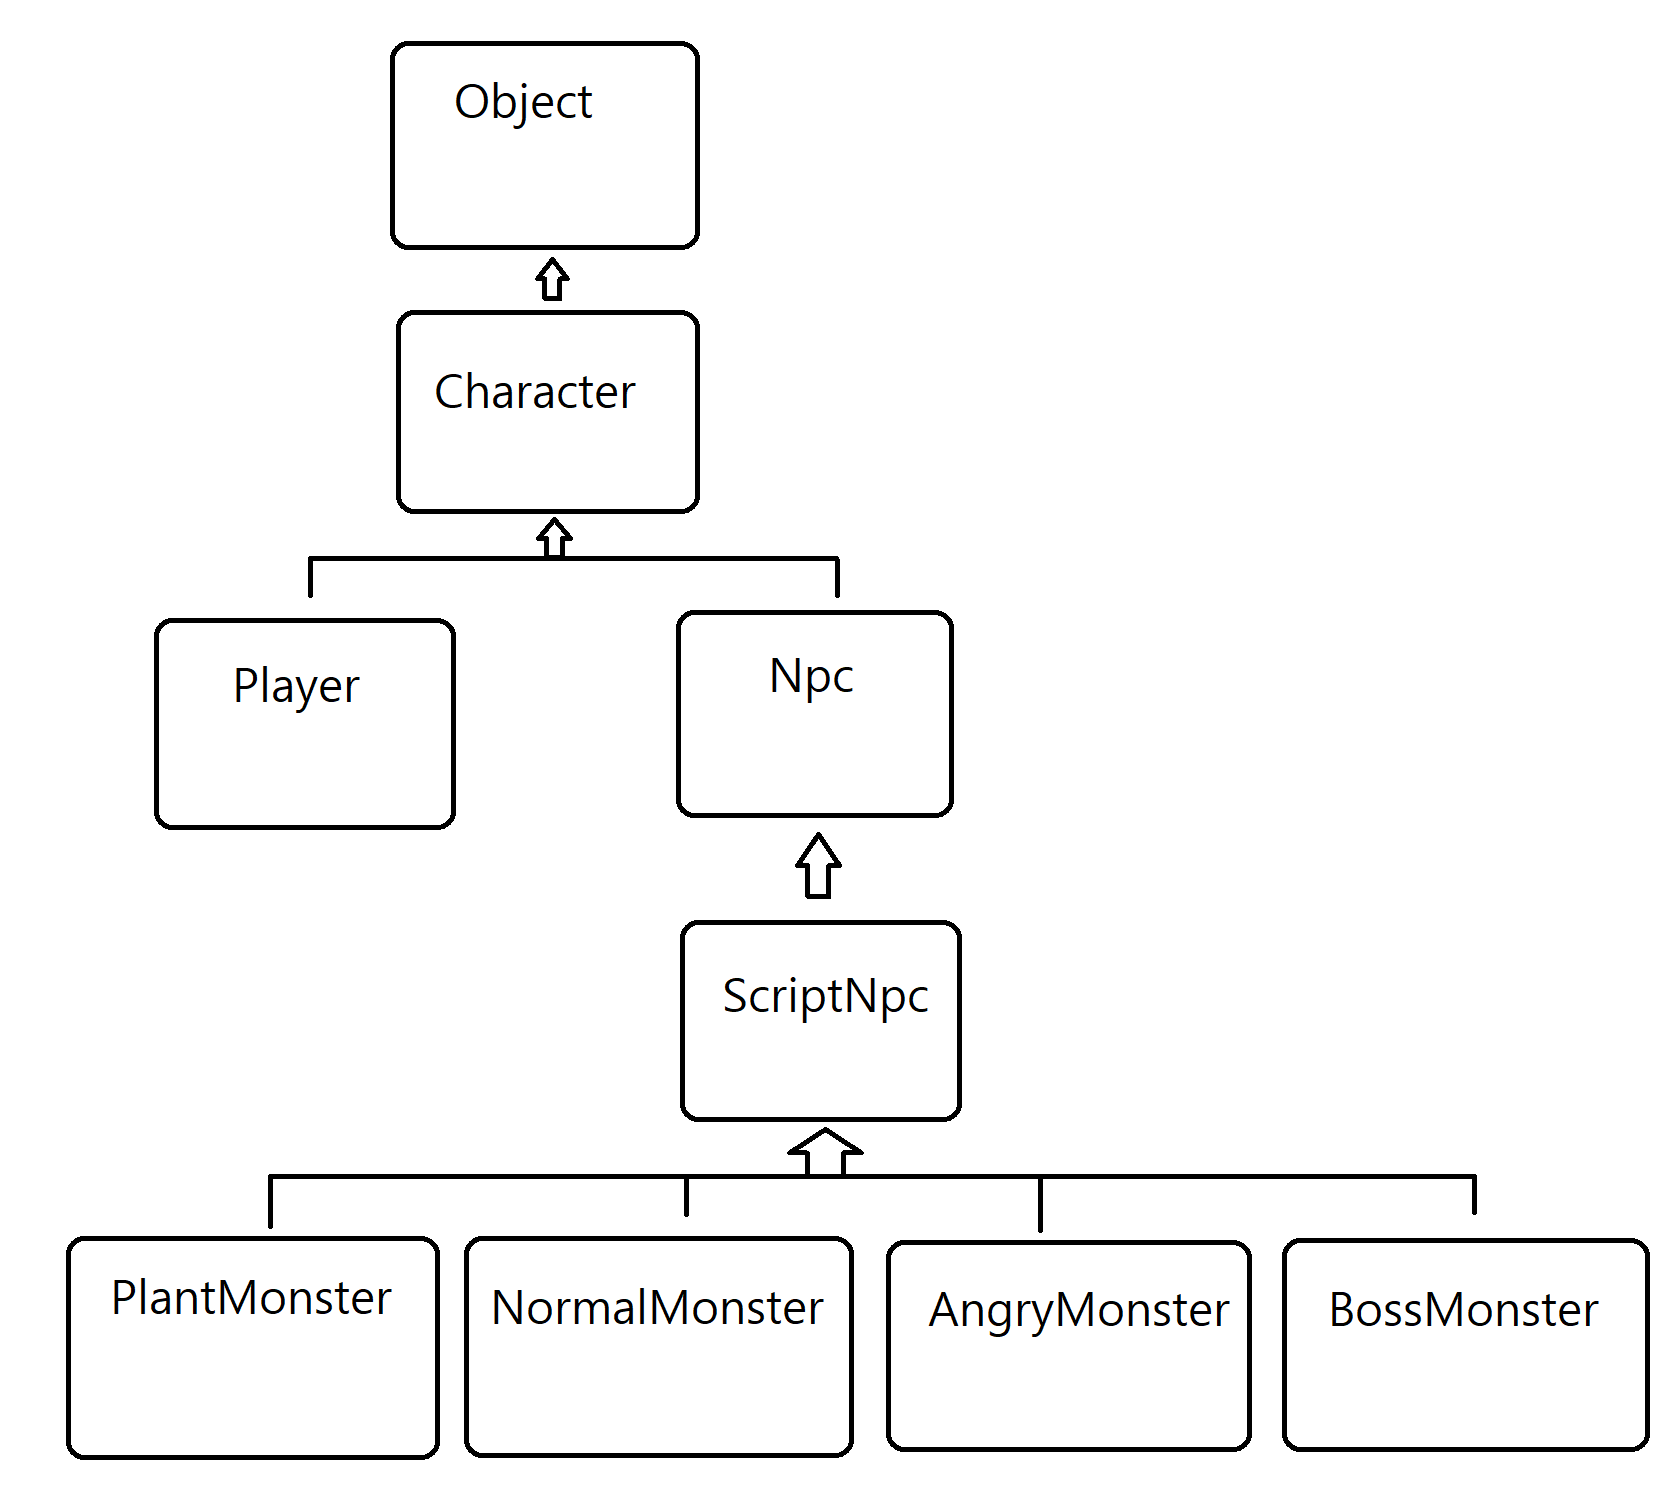 Object
Character
Player
Npc
ScriptNpc
PlantMonster
NormalMonster
AngryMonster
BossMonster